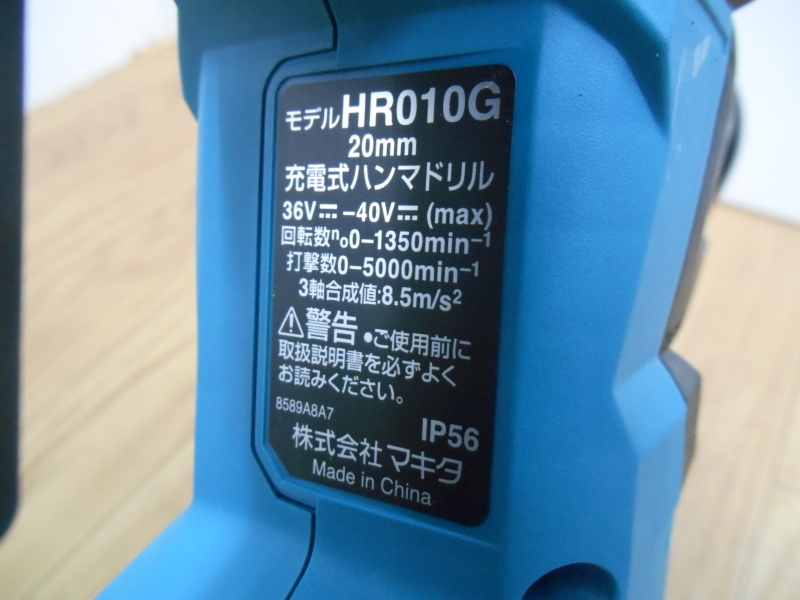 モデルHR010G
20mm
充電式ハンマドリル
36V⎓-40V⎓ (max)
回転数n₀0-1350min⁻¹
打撃数0-5000min⁻¹
3軸合成値:8.5m/s²
⚠警告 ●ご使用前に
取扱説明書を必ずよく
お読みください。
8589A8A7
IP56
株式会社マキタ
Made in China